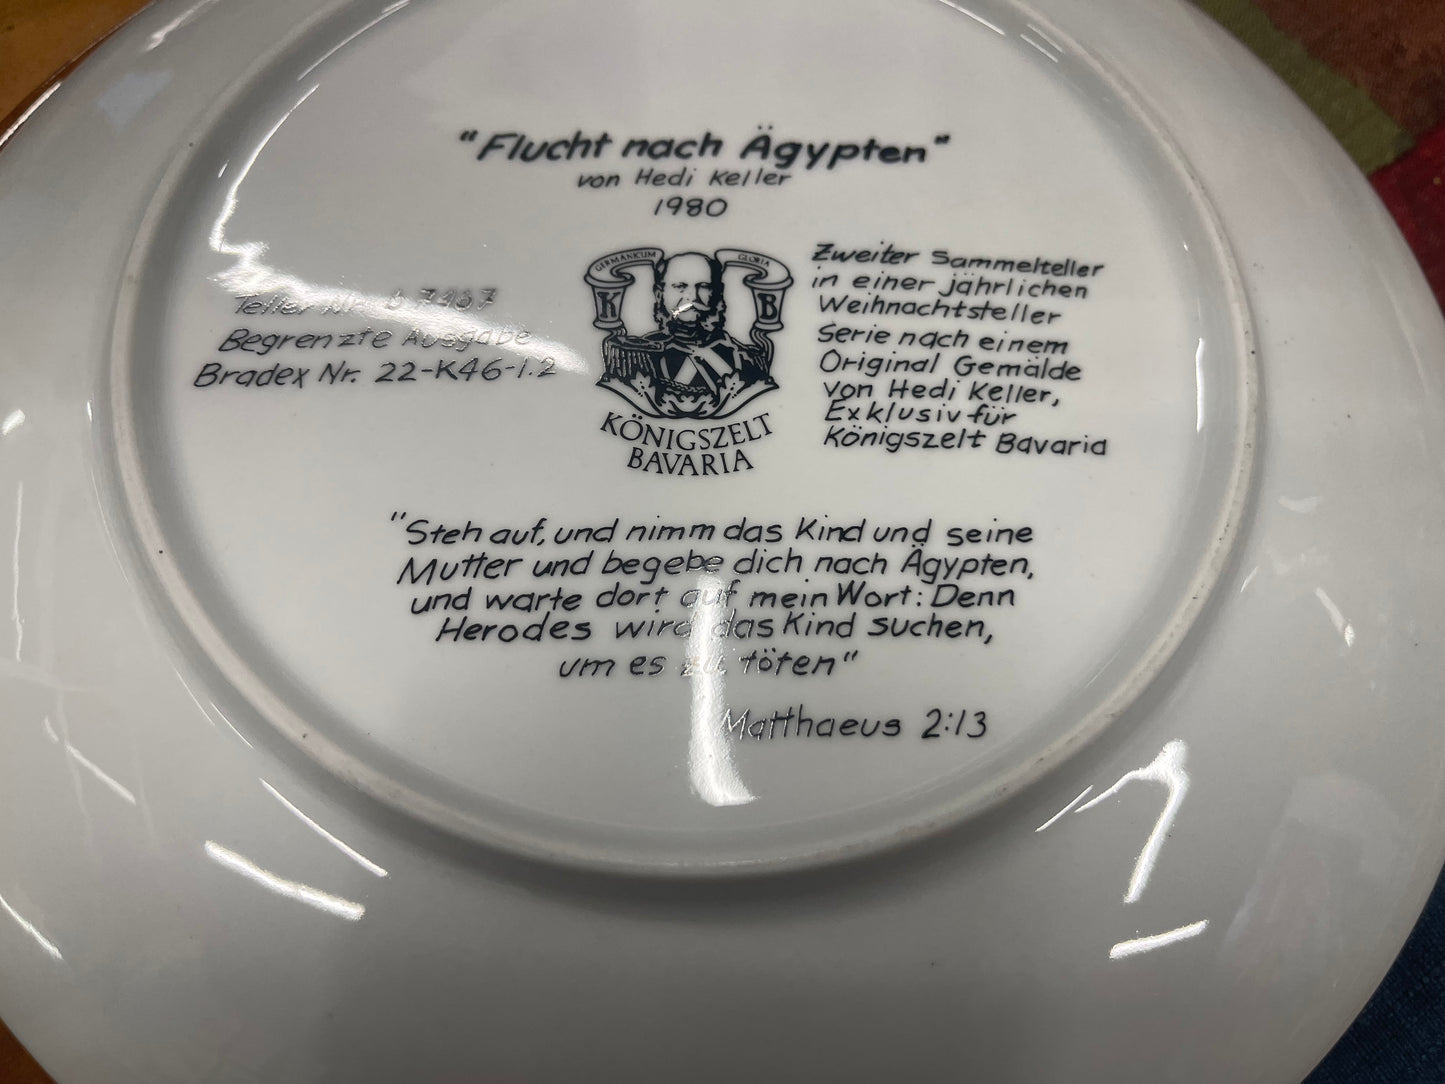 "Flucht nach Ägypten"
von Hedi Keller
1980
Teller Nr.
Begrenzte Ausgabe
Bradex Nr. 22-K46-1.2
GERMANICUM GLORIA
K B
KÖNIGSZELT
BAVARIA
Zweiter Sammelteller
in einer jährlichen
Weihnachtsteller
Serie nach einem
Original Gemälde
von Hedi Keller,
Exklusiv für
Königszelt Bavaria
"Steh auf, und nimm das Kind und seine
Mutter und begebe dich nach Ägypten,
und warte dort auf mein Wort: Denn
Herodes wird das Kind suchen,
um es zu töten"
Matthaeus 2:13